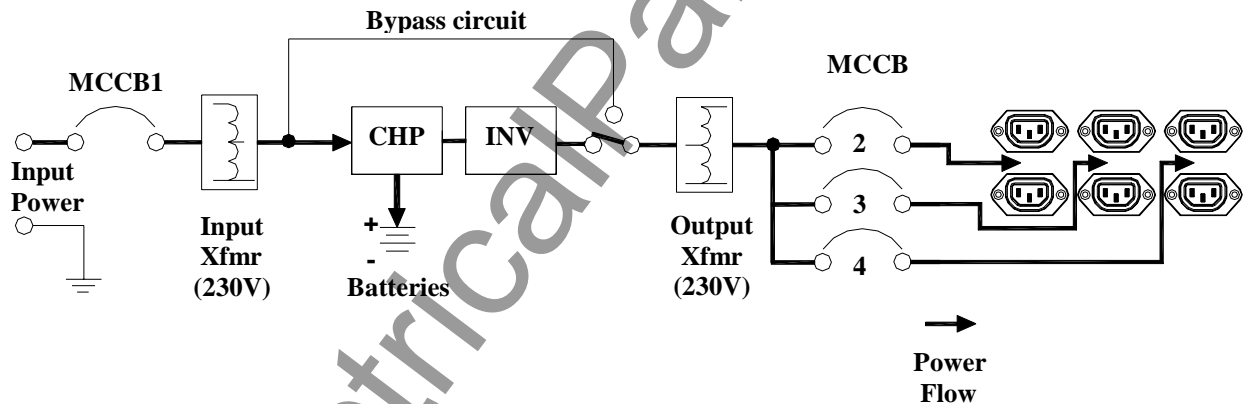 Bypass circuit
MCCB1
MCCB
CHP
INV
2
3
4
Input
Power
Input
Xfmr
(230V)
+
-
Batteries
Output
Xfmr
(230V)
Power
Flow